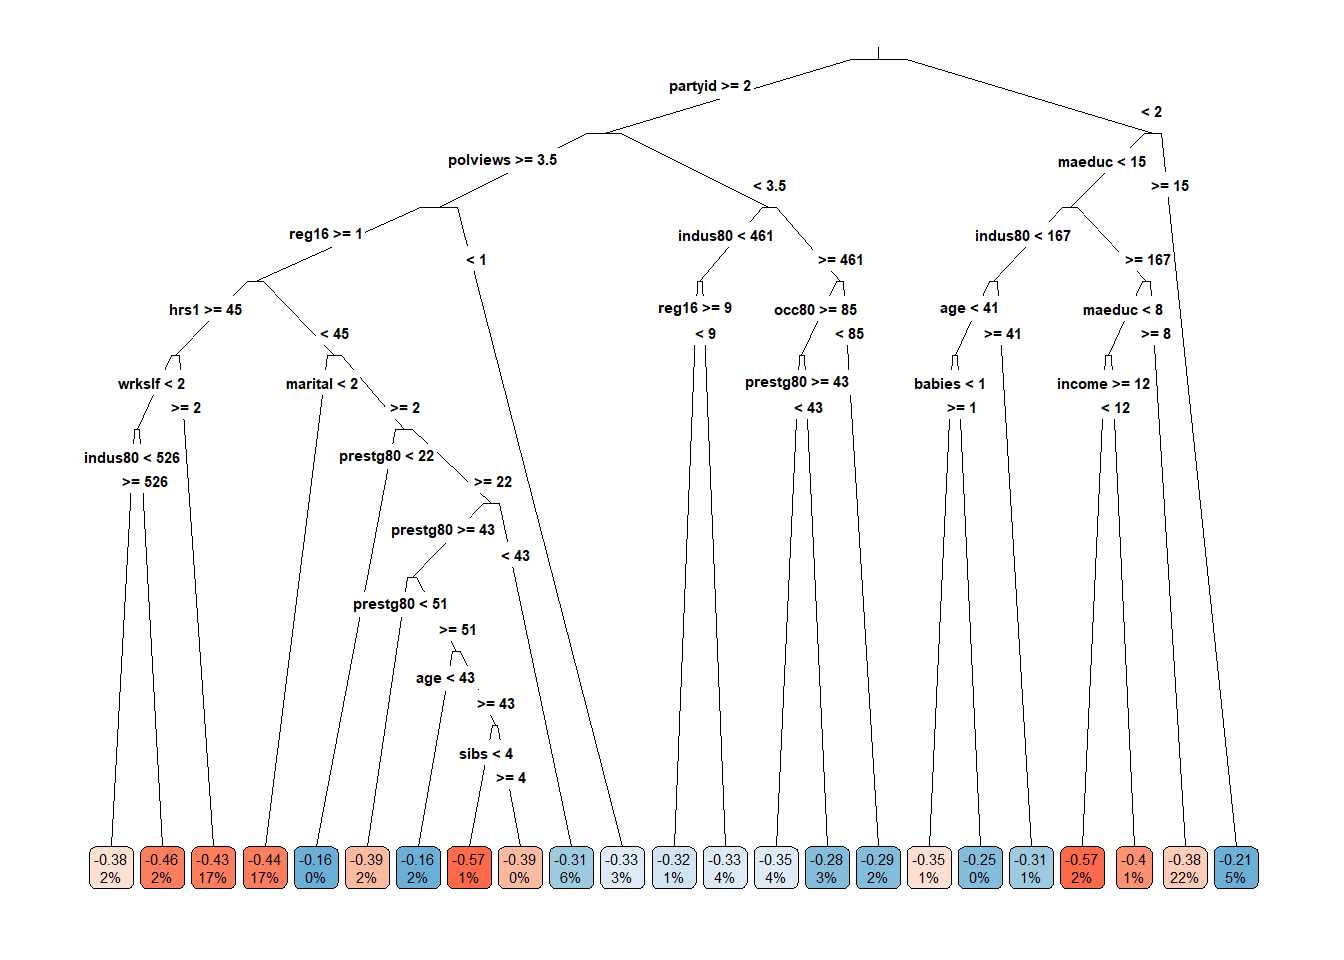 partyid >= 2
< 2
polviews >= 3.5
maeduc < 15
< 3.5
>= 15
reg16 >= 1
indus80 < 461
indus80 < 167
< 1
>= 461
>= 167
hrs1 >= 45
reg16 >= 9
occ80 >= 85
age < 41
maeduc < 8
< 45
< 9
< 85
>= 41
>= 8
wrkslf < 2
marital < 2
prestg80 >= 43
babies < 1
income >= 12
>= 2
>= 2
< 43
>= 1
< 12
indus80 < 526
prestg80 < 22
>= 526
>= 22
prestg80 >= 43
< 43
prestg80 < 51
>= 51
age < 43
>= 43
sibs < 4
>= 4
-0.38 -0.46 -0.43 -0.44 -0.16 -0.39 -0.16 -0.57 -0.39 -0.31 -0.33 -0.32 -0.33 -0.35 -0.28 -0.29 -0.35 -0.25 -0.31 -0.57 -0.4 -0.38 -0.21
2% 2% 17% 17% 0% 2% 2% 1% 0% 6% 3% 1% 4% 4% 3% 2% 1% 0% 1% 2% 1% 22% 5%